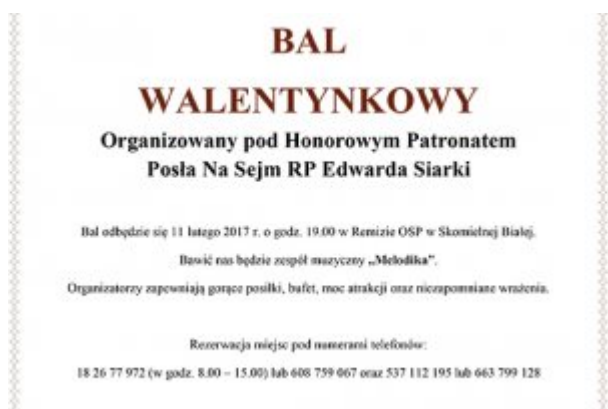 BAL
WALENTYNKOWY
Organizowany pod Honorowym Patronatem
Posła Na Sejm RP Edwarda Siarki
Bal odbędzie się 11 lutego 2017 r. o godz. 19.00 w Remizie OSP w Skomielnej Białej.
Bawić nas będzie zespół muzyczny „Melodika”.
Organizatorzy zapewniają gorące posiłki, bufet, moc atrakcji oraz niezapomniane wrażenia.
Rezerwacja miejsc pod numerami telefonów:
18 26 77 972 (w godz. 8.00 – 15.00) lub 608 759 067 oraz 537 112 195 lub 663 799 128